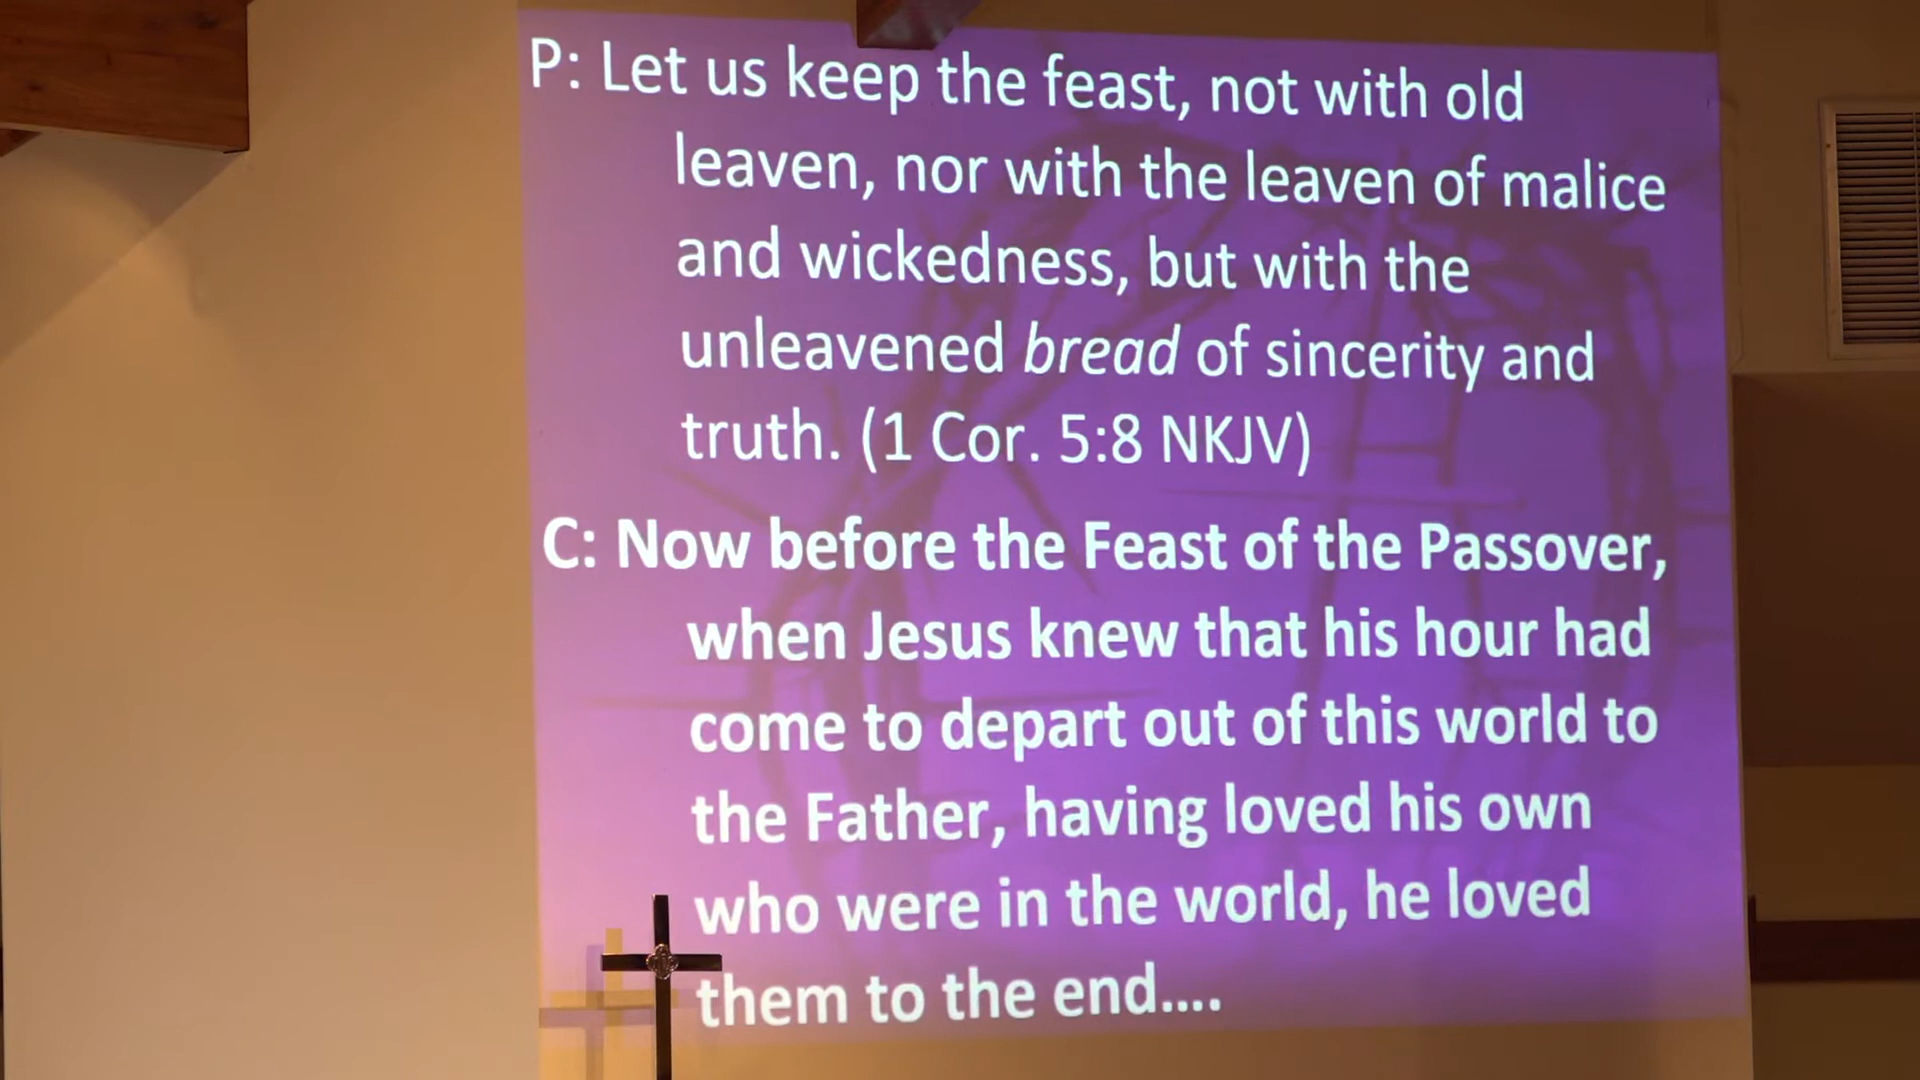 P: Let us keep the feast, not with old
leaven, nor with the leaven of malice
and wickedness, but with the
unleavened bread of sincerity and
truth. (1 Cor. 5:8 NKJV)
C: Now before the Feast of the Passover,
when Jesus knew that his hour had
come to depart out of this world to
the Father, having loved his own
who were in the world, he loved
them to the end....